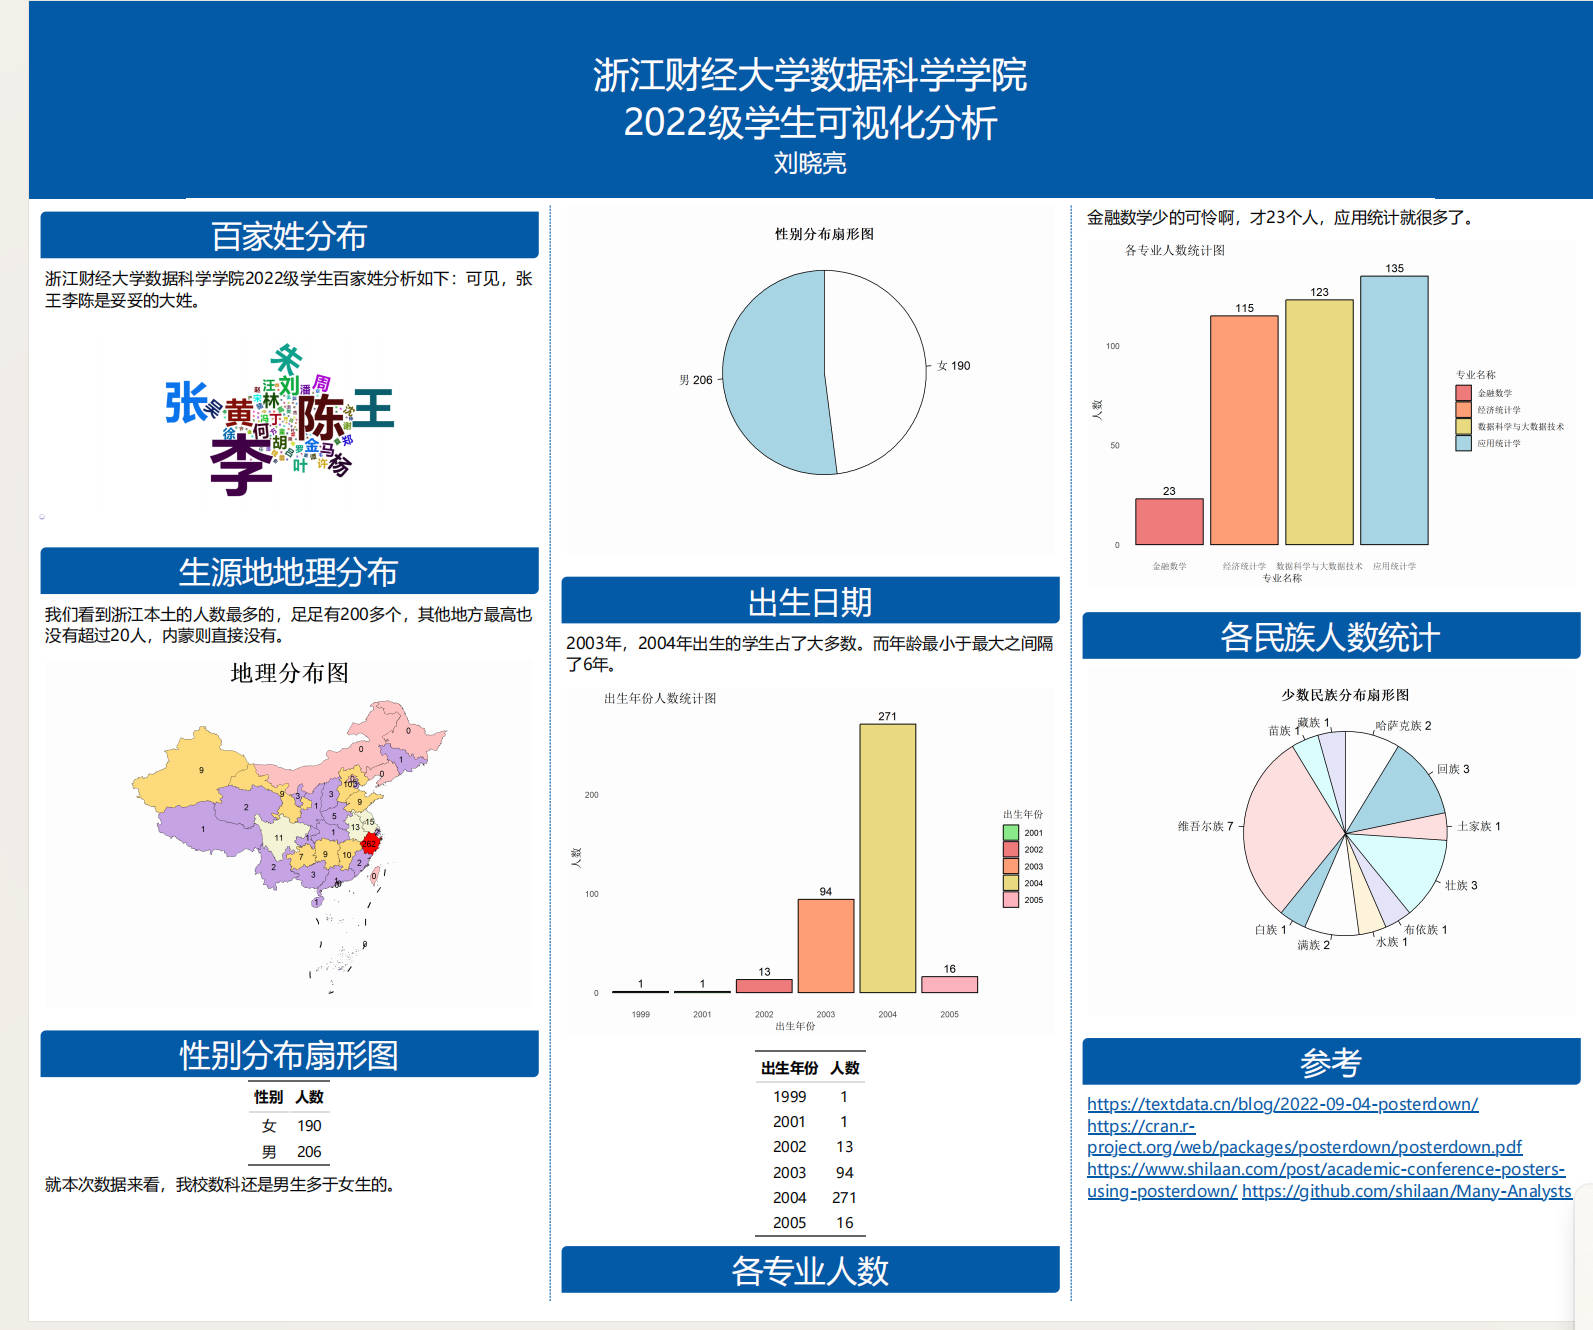 浙江财经大学数据科学学院
2022级学生可视化分析
刘晓亮
百家姓分布
浙江财经大学数据科学学院2022级学生百家姓分析如下：可见，张
王李陈是妥妥的大姓。
朱
汪 刘 潘 周
张 吴 黄 林 陈 王
徐 何 丁
李 胡 金 马 郑
叶 许 杨
生源地地理分布
我们看到浙江本土的人数最多的，足足有200多个，其他地方最高也
没有超过20人，内蒙则直接没有。
地理分布图
0
0
1
0
9
9
3
3
1
9
2
5
15
13
1
1
11
7
9
10
2
2
3
0
1
0
性别分布扇形图
性别 人数
女 190
男 206
就本次数据来看，我校数科还是男生多于女生的。
性别分布扇形图
女 190
男 206
出生日期
2003年，2004年出生的学生占了大多数。而年龄最小于最大之间隔
了6年。
出生年份人数统计图
271
200
出生年份
2001
2002
2003
2004
2005
人数
94
100
13
16
1
1
0
1999 2001 2002 2003 2004 2005
出生年份
出生年份 人数
1999 1
2001 1
2002 13
2003 94
2004 271
2005 16
各专业人数
金融数学少的可怜啊，才23个人，应用统计就很多了。
各专业人数统计图
135
123
115
100
专业名称
金融数学
经济统计学
数据科学与大数据技术
应用统计学
人数
50
23
0
金融数学 经济统计学 数据科学与大数据技术 应用统计学
专业名称
各民族人数统计
少数民族分布扇形图
藏族 1
苗族 1
哈萨克族 2
回族 3
维吾尔族 7
土家族 1
壮族 3
白族 1
布依族 1
满族 2
水族 1
参考
https://textdata.cn/blog/2022-09-04-posterdown/
https://cran.r-
project.org/web/packages/posterdown/posterdown.pdf
https://www.shilaan.com/post/academic-conference-posters-
using-posterdown/ https://github.com/shilaan/Many-Analysts